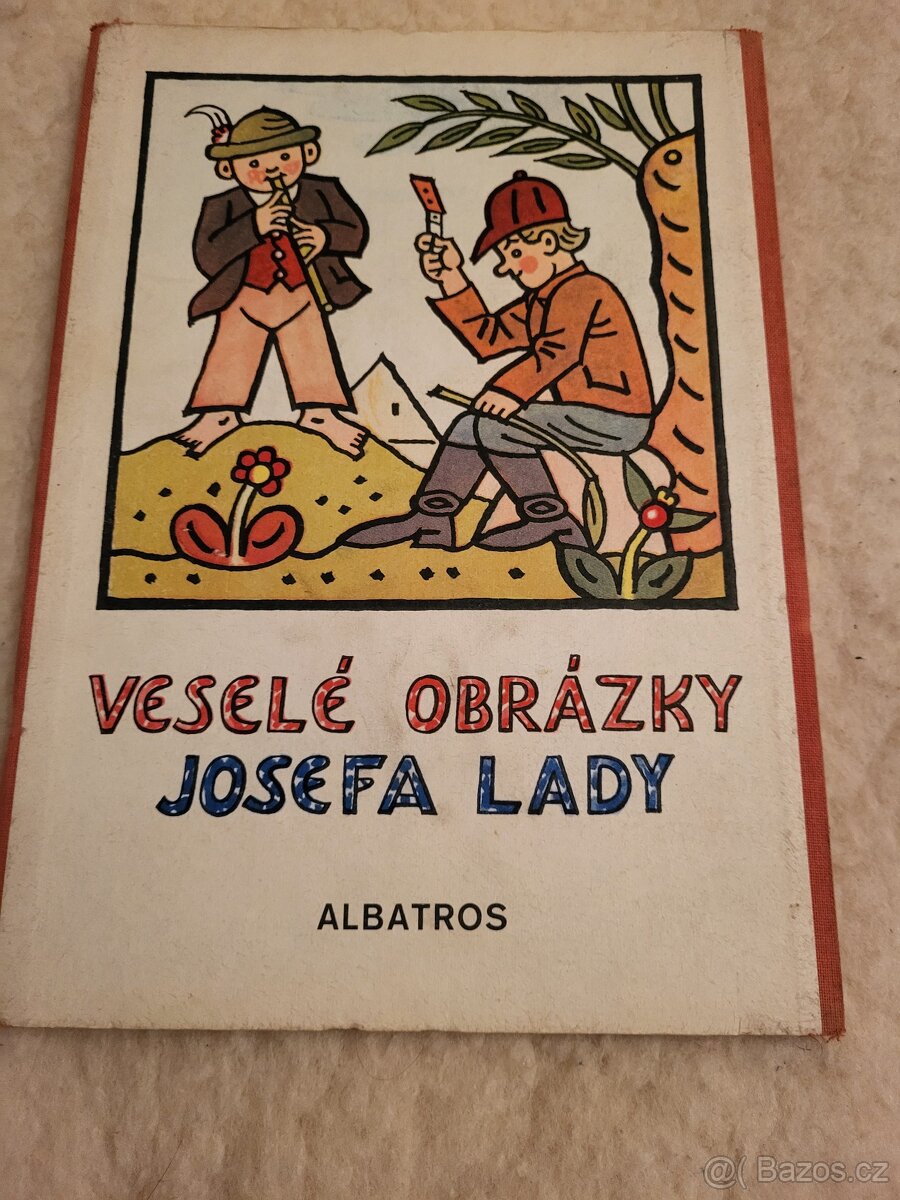 VESELÉ OBRÁZKY
JOSEFA LADY
ALBATROS
@( Bazos.cz